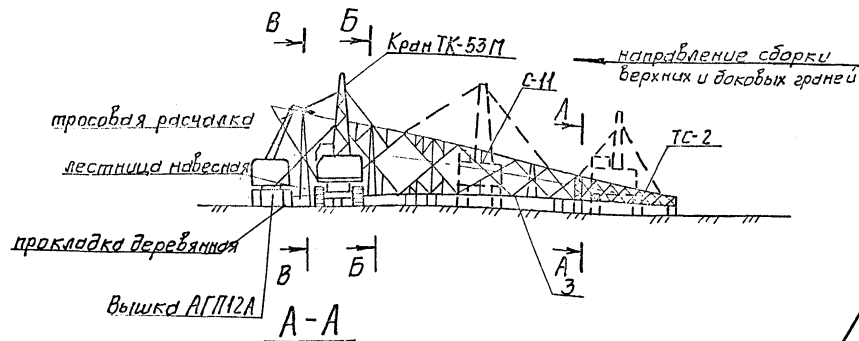 В
Б
Кран ТК-53М
направление сборки
верхних и боковых граней
С-11
А
тросовая расчалка
ТС-2
лестница навесная
прокладка деревянная
В
Б
А
3
Вышка АГП12А
А-А